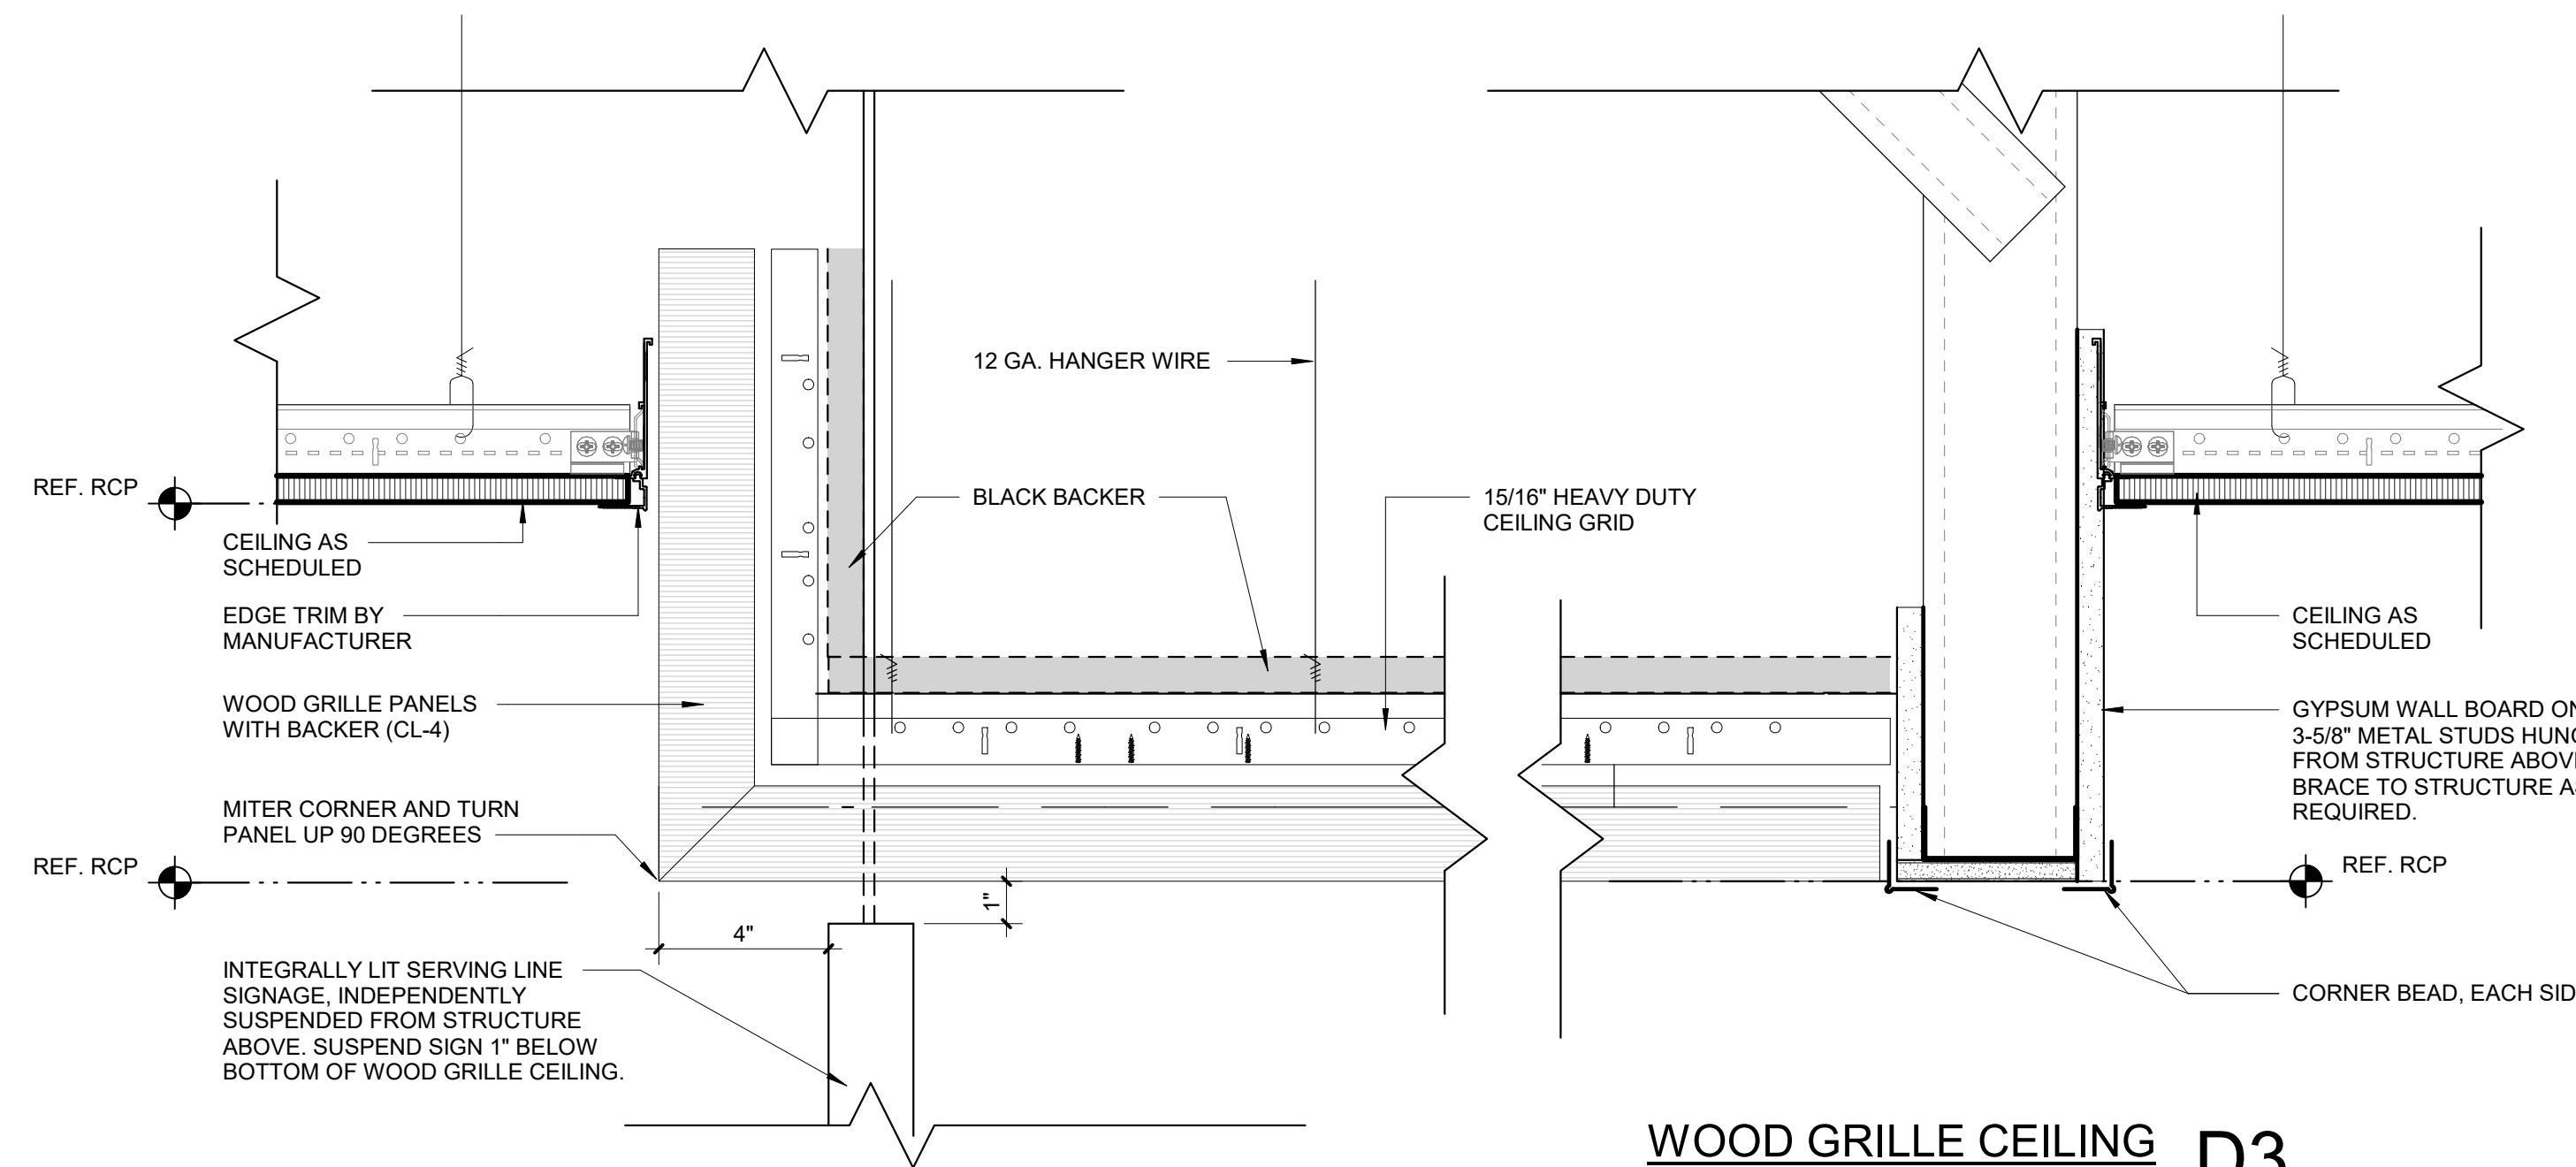 12 GA. HANGER WIRE
REF. RCP
BLACK BACKER
15/16" HEAVY DUTY
CEILING GRID
CEILING AS
SCHEDULED
EDGE TRIM BY
MANUFACTURER
CEILING AS
SCHEDULED
WOOD GRILLE PANELS
WITH BACKER (CL-4)
GYPSUM WALL BOARD ON
3-5/8" METAL STUDS HUNG
FROM STRUCTURE ABOVE
BRACE TO STRUCTURE AS
REQUIRED.
MITER CORNER AND TURN
PANEL UP 90 DEGREES
REF. RCP
REF. RCP
1"
4"
INTEGRALLY LIT SERVING LINE
SIGNAGE, INDEPENDENTLY
SUSPENDED FROM STRUCTURE
ABOVE. SUSPEND SIGN 1" BELOW
BOTTOM OF WOOD GRILLE CEILING.
CORNER BEAD, EACH SID
WOOD GRILLE CEILING
D3